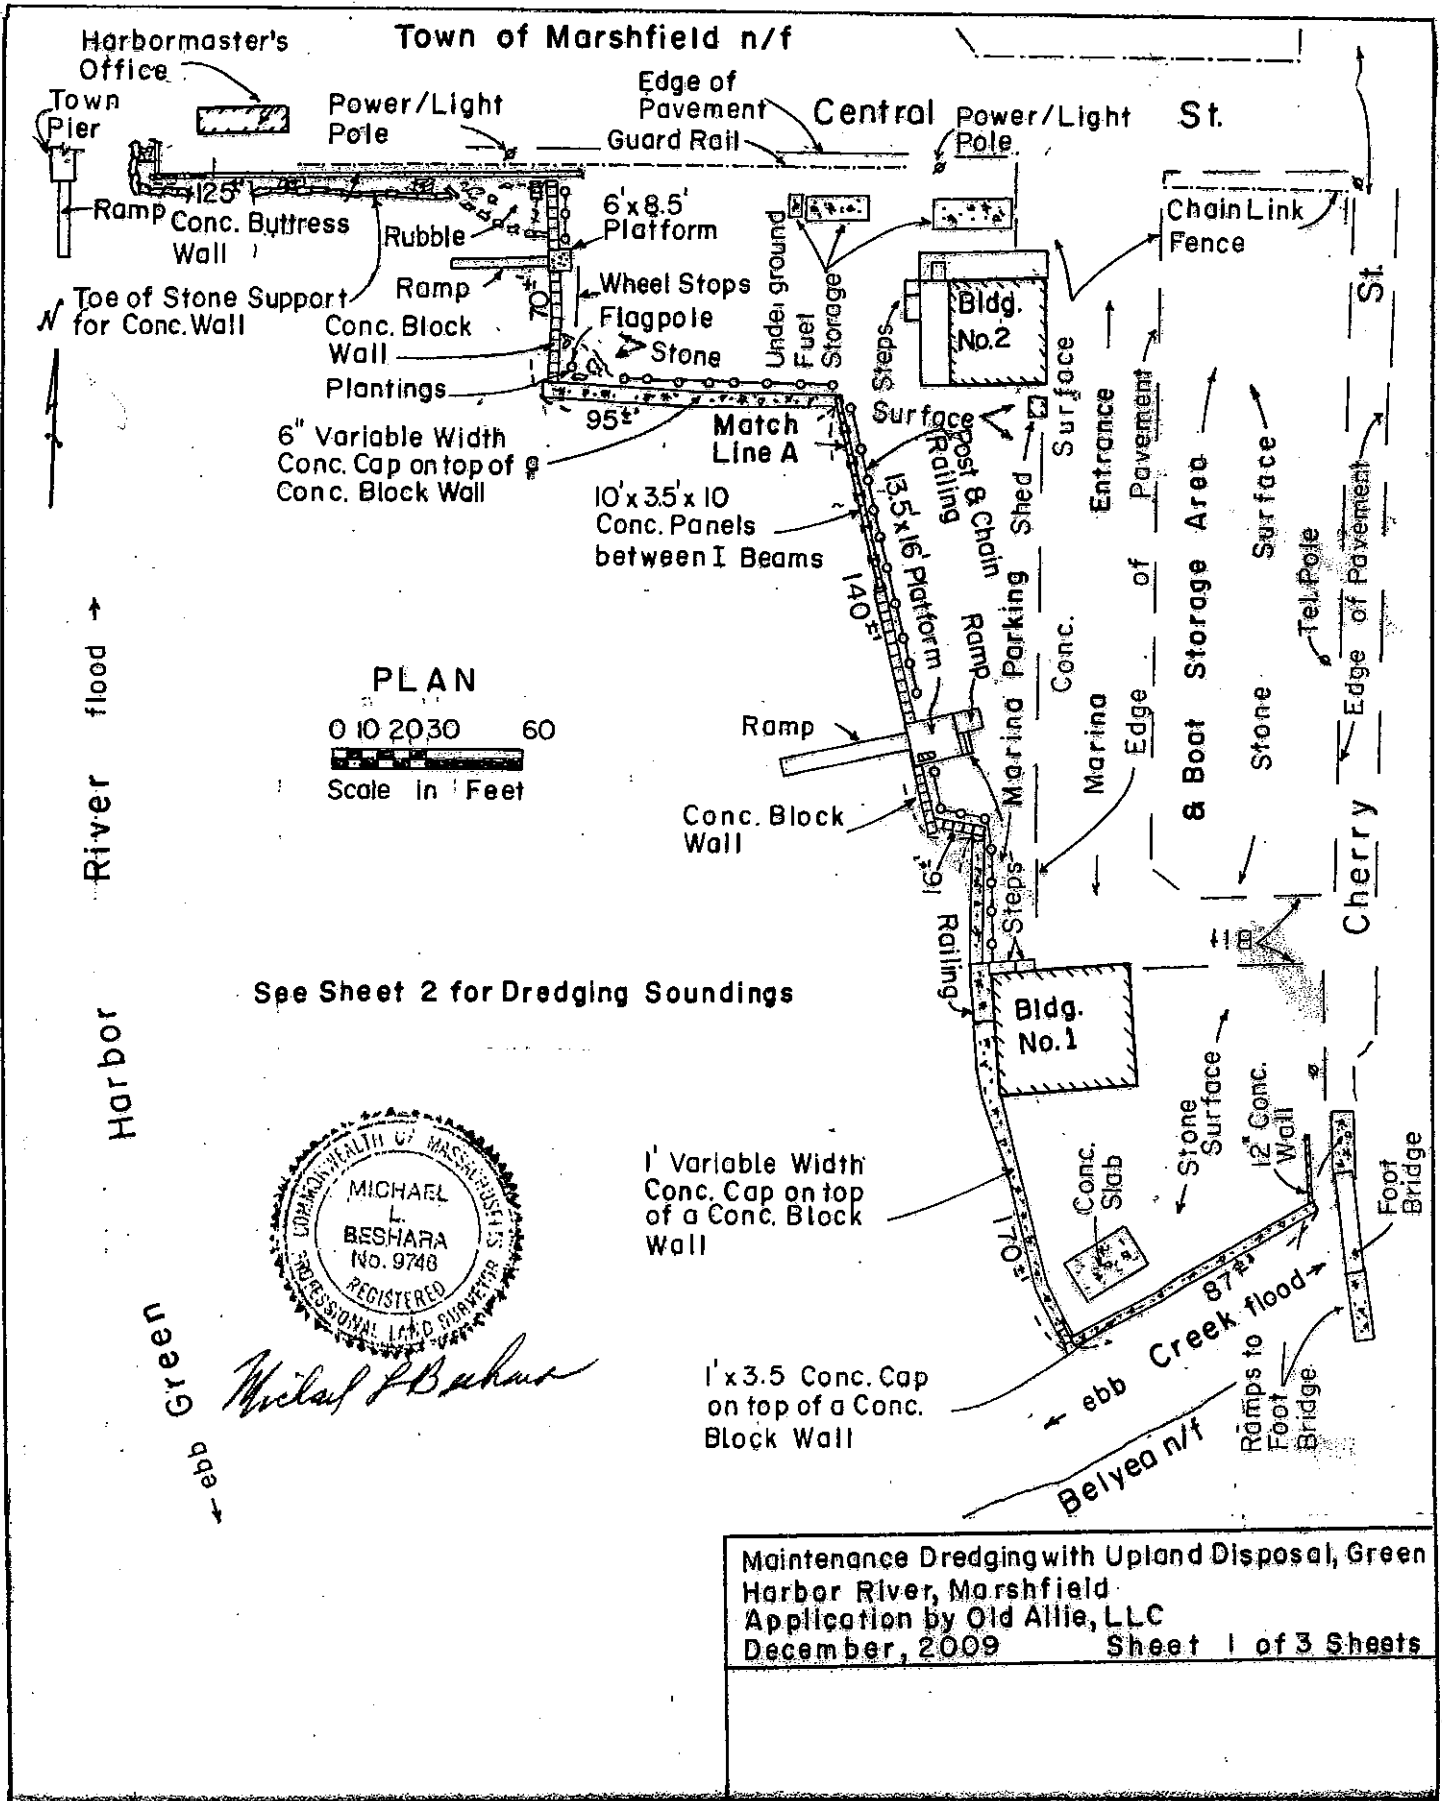 Town of Marshfield n/f
Harbormaster's
Office
Town
Pier
Power/Light
Pole
Edge of
Pavement
Guard Rail
Central St.
Power/Light
Pole
Ramp
125'±
Conc. Buttress
Wall
Rubble
6'x8.5'
Platform
Chain Link
Fence
Toe of Stone Support
for Conc. Wall
Ramp
70'±
Wheel Stops
Flagpole
Stone
Conc. Block
Wall
Plantings
Underground
Fuel
Storage
Steps
Bldg.
No.2
N
6" Variable Width
Conc. Cap on top of a
Conc. Block Wall
95'±
Match
Line A
Surface
Post & Chain
Railing
10'x3.5'x10
Conc. Panels
between I Beams
13.5'x16' Platform
140'±
Ramp
Marina Parking
Shed
Conc.
Surface
Marina
Entrance
Edge of Pavement
& Boat Storage Area
Stone Surface
Tel. Pole
Edge of Pavement
Cherry St.
PLAN
0 10 20 30 60
Scale in Feet
Ramp
Conc. Block
Wall
16'±
Railing
Steps
See Sheet 2 for Dredging Soundings
Bldg.
No.1
← ebb Green Harbor River flood →
COMMONWEALTH OF MASSACHUSETTS
MICHAEL
L.
BESHARA
No. 9748
REGISTERED
PROFESSIONAL LAND SURVEYOR
Michael L Beshara
1' Variable Width
Conc. Cap on top
of a Conc. Block
Wall
170'±
Conc.
Slab
Stone
Surface
12" Conc.
Wall
Foot
Bridge
87'±
← ebb Creek flood →
1'x3.5 Conc. Cap
on top of a Conc.
Block Wall
Belyea n/f
Ramps to
Foot
Bridge
Maintenance Dredging with Upland Disposal, Green
Harbor River, Marshfield
Application by Old Allie, LLC
December, 2009 Sheet 1 of 3 Sheets